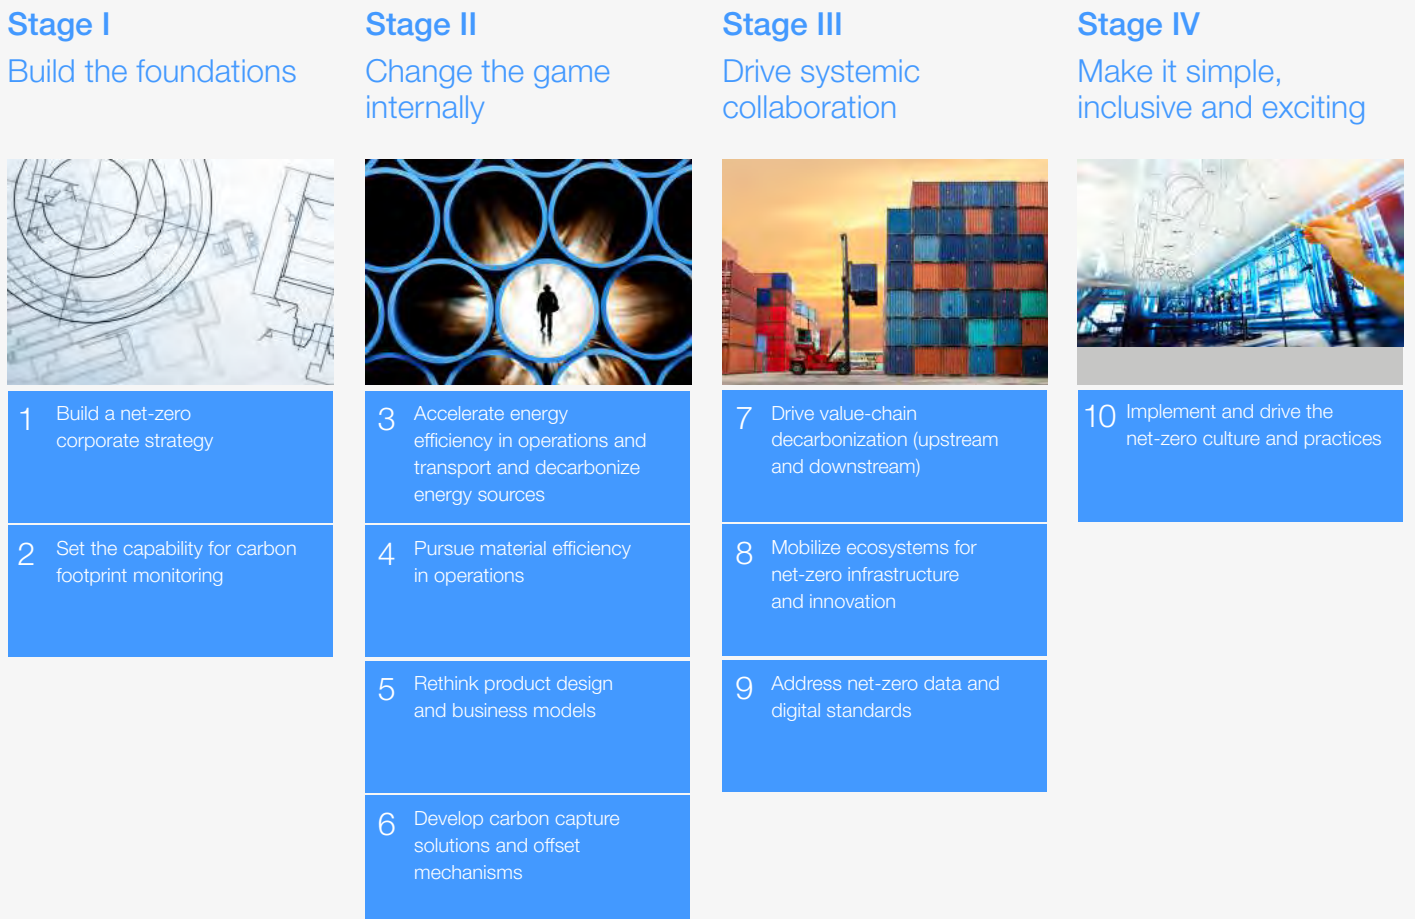 Stage I
Build the foundations
1
Build a net-zero
corporate strategy
2
Set the capability for carbon
footprint monitoring
Stage II
Change the game
internally
3
Accelerate energy
efficiency in operations and
transport and decarbonize
energy sources
4
Pursue material efficiency
in operations
5
Rethink product design
and business models
6
Develop carbon capture
solutions and offset
mechanisms
Stage III
Drive systemic
collaboration
7
Drive value-chain
decarbonization (upstream
and downstream)
8
Mobilize ecosystems for
net-zero infrastructure
and innovation
9
Address net-zero data and
digital standards
Stage IV
Make it simple,
inclusive and exciting
10
Implement and drive the
net-zero culture and practices